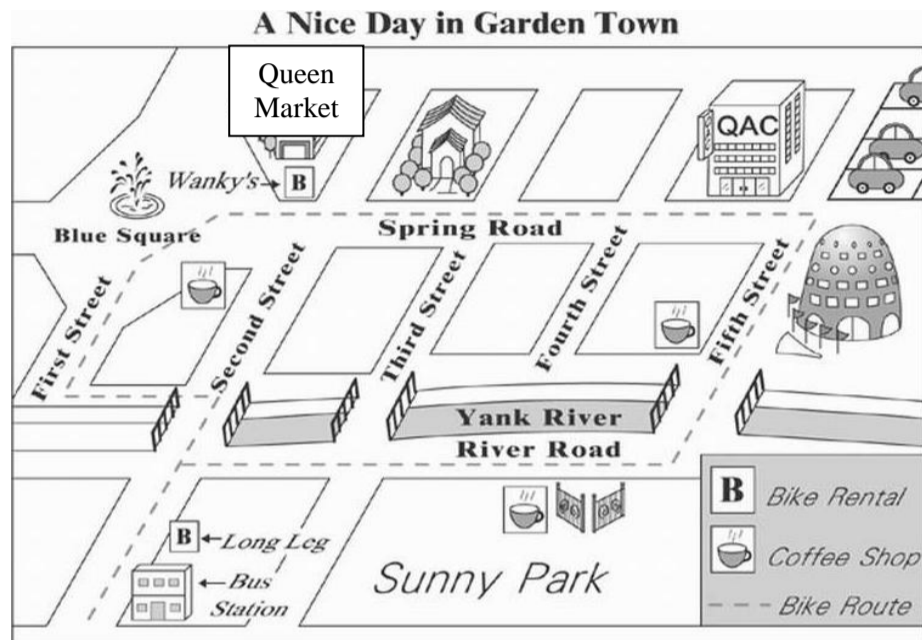 A Nice Day in Garden Town
Queen
Market
QAC
Wanky's
B
Blue Square
Spring Road
First Street
Second Street
Third Street
Fourth Street
Fifth Street
Yank River
River Road
B
Long Leg
Bus
Station
Sunny Park
B
Bike Rental
Coffee Shop
Bike Route